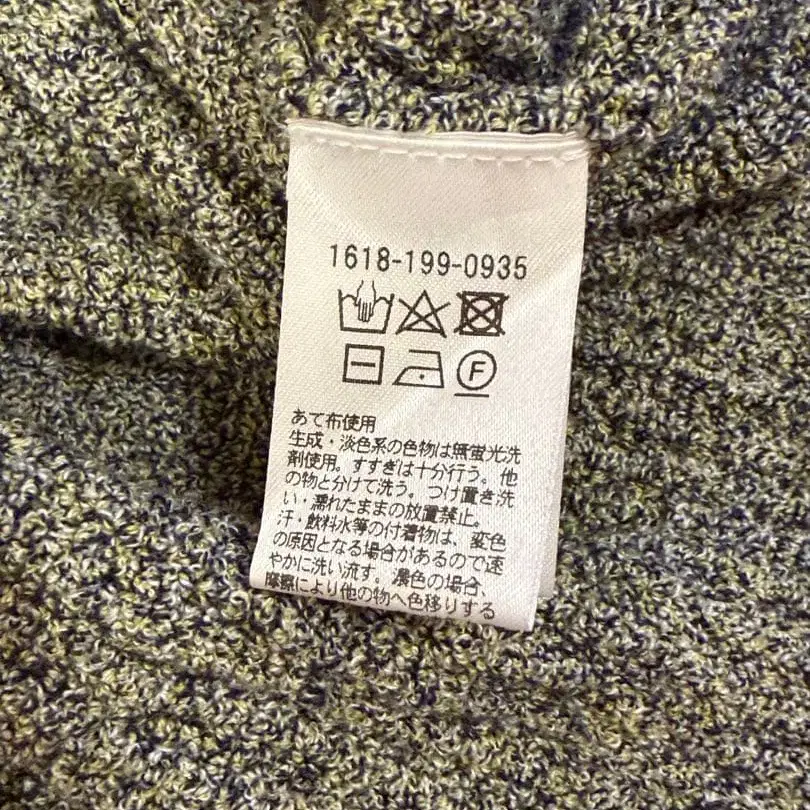 1618-199-0935
F
あて布使用
生成・淡色系の色物は無蛍光洗
剤使用。すすぎは十分行う。他
の物と分けて洗う。つけ置き洗
い・濡れたままの放置禁止。
汗・飲料水等の付着物は、変色
の原因となる場合があるので速
やかに洗い流す。濃色の場合、
摩擦により他の物へ色移りする